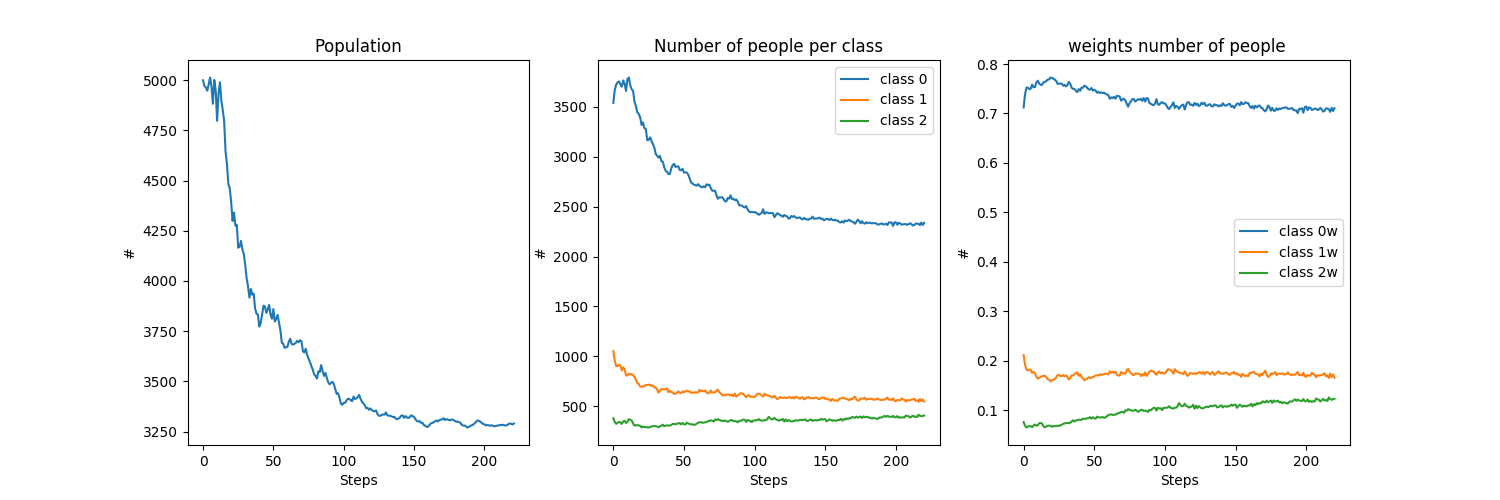 Population
5000
4750
4500
4250
4000
3750
3500
3250
#
0 50 100 150 200
Steps
Number of people per class
class 0
class 1
class 2
3500
3000
2500
2000
1500
1000
500
#
0 50 100 150 200
Steps
weights number of people
0.8
0.7
0.6
0.5
0.4
0.3
0.2
0.1
#
class 0w
class 1w
class 2w
0 50 100 150 200
Steps